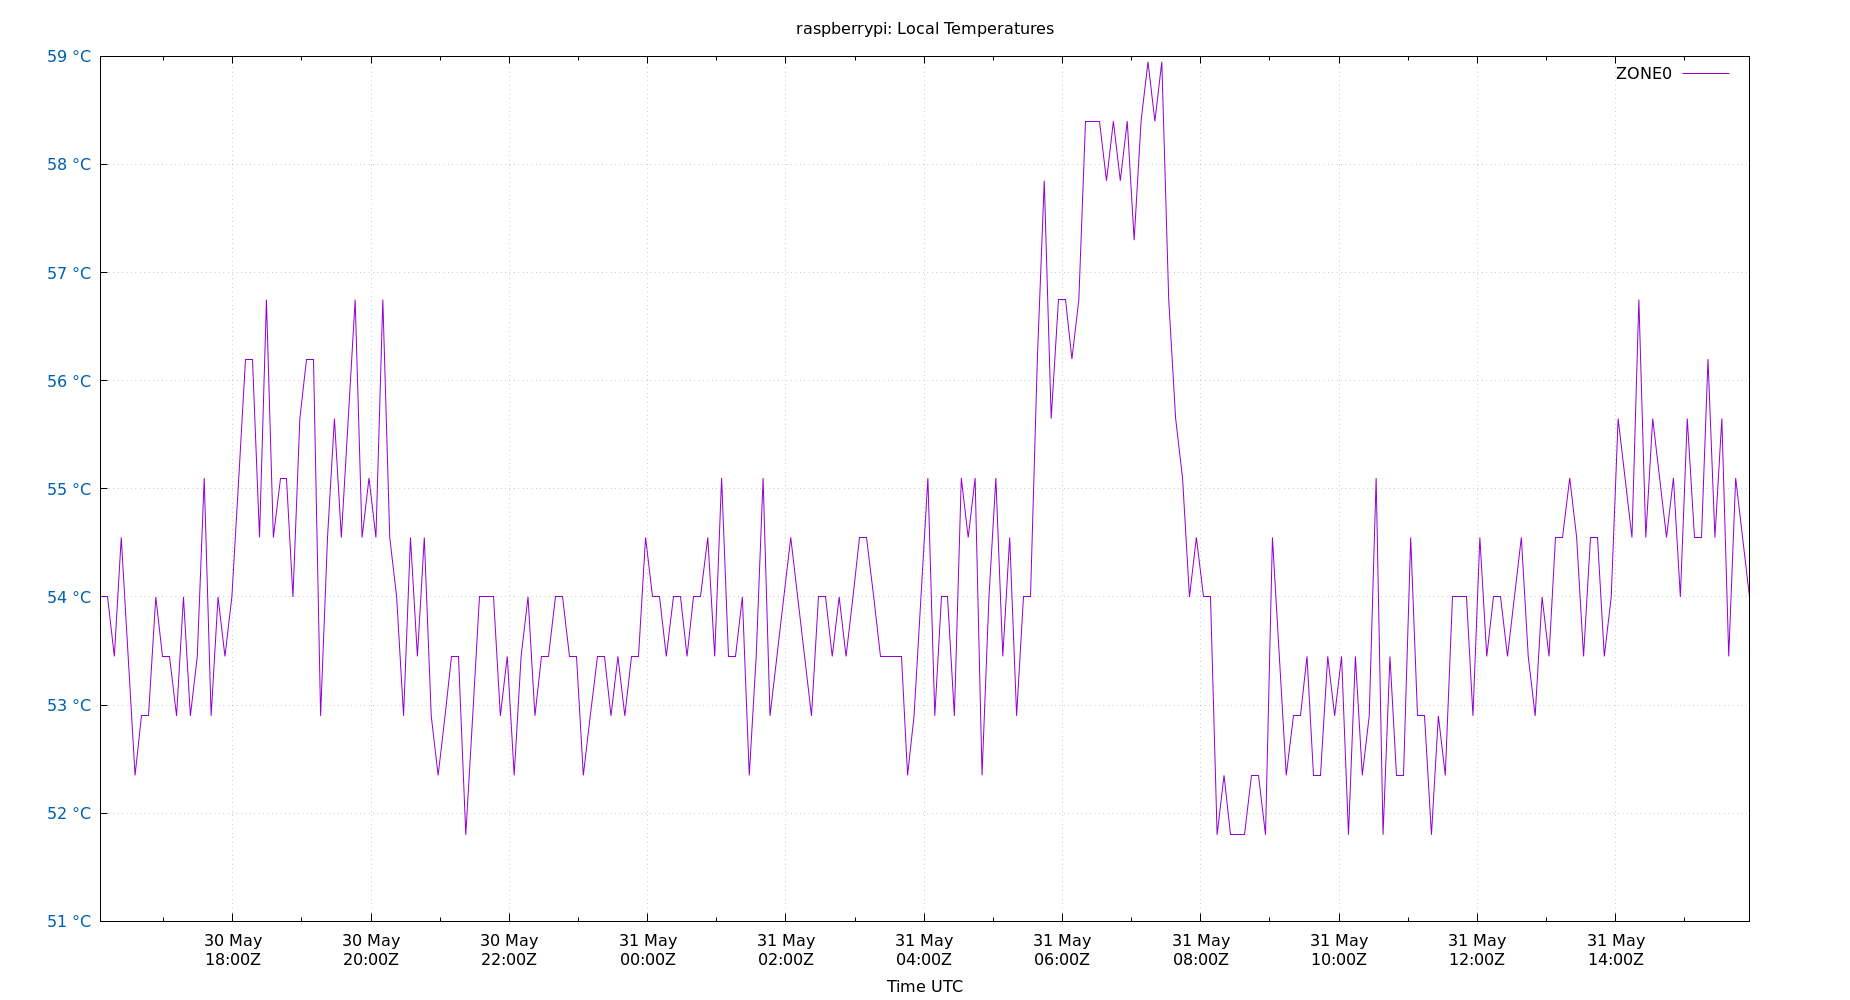 raspberrypi: Local Temperatures
59 °C
ZONE0
58 °C
57 °C
56 °C
55 °C
54 °C
53 °C
52 °C
51 °C
30 May 30 May 30 May 31 May 31 May 31 May 31 May 31 May 31 May 31 May 31 May
18:00Z 20:00Z 22:00Z 00:00Z 02:00Z 04:00Z 06:00Z 08:00Z 10:00Z 12:00Z 14:00Z
Time UTC